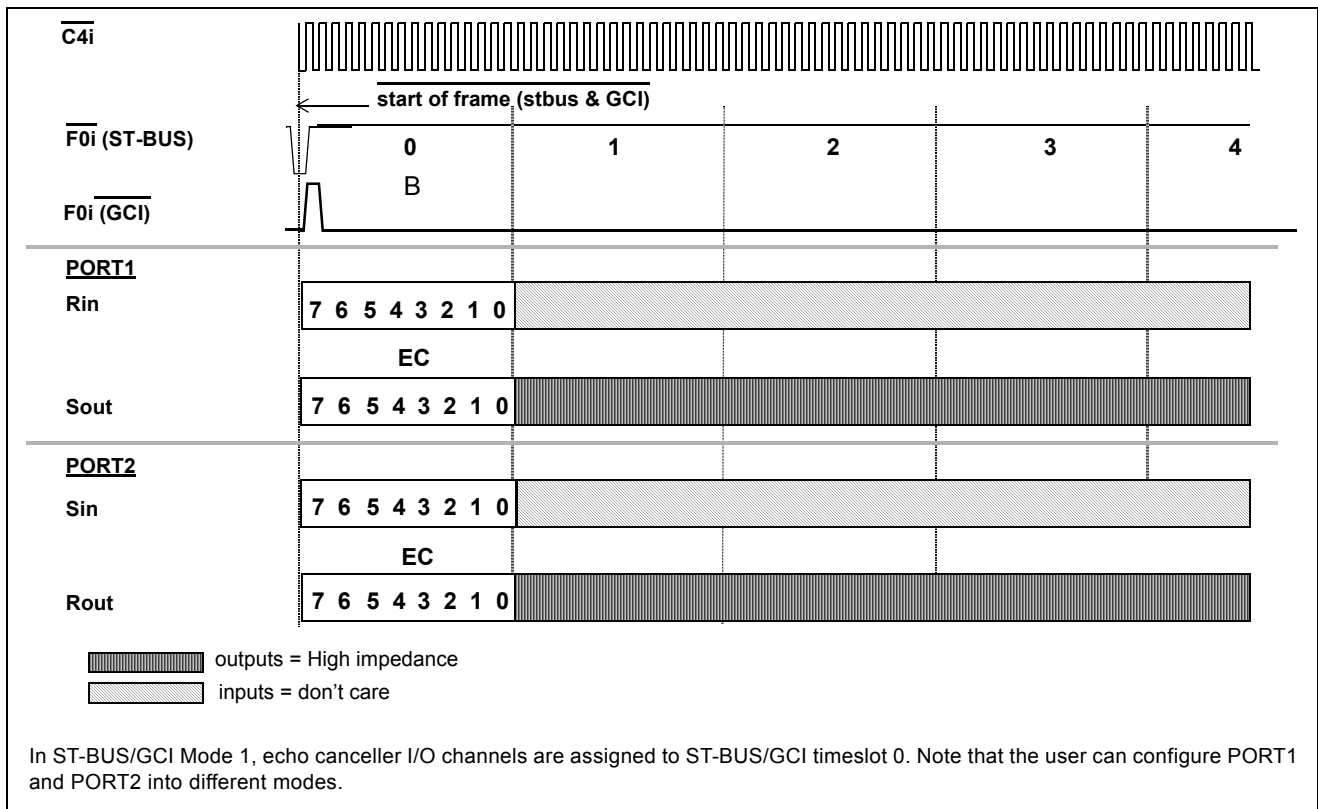 C4i
start of frame (stbus & GCI)
F0i (ST-BUS)
0 1 2 3 4
B
F0i (GCI)
PORT1
Rin
7 6 5 4 3 2 1 0
EC
Sout
7 6 5 4 3 2 1 0
PORT2
Sin
7 6 5 4 3 2 1 0
EC
Rout
7 6 5 4 3 2 1 0
outputs = High impedance
inputs = don't care
In ST-BUS/GCI Mode 1, echo canceller I/O channels are assigned to ST-BUS/GCI timeslot 0. Note that the user can configure PORT1
and PORT2 into different modes.